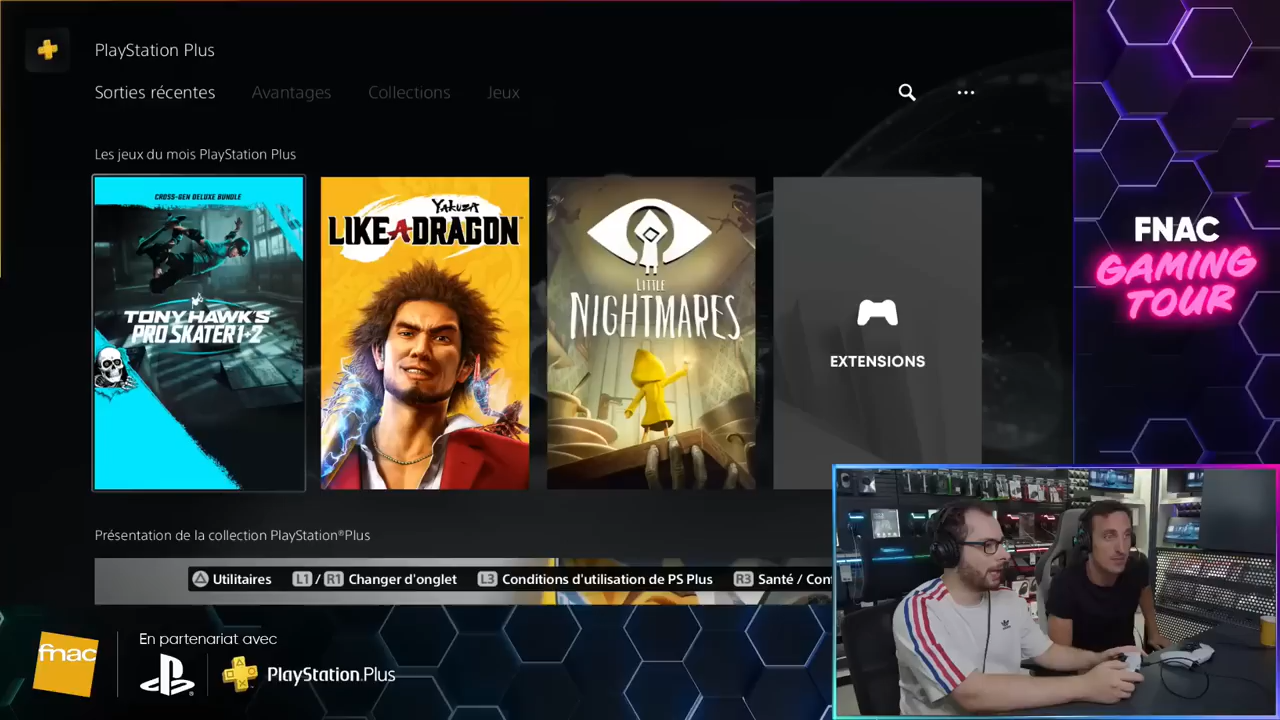 PlayStation Plus
Sorties récentes
Avantages
Collections
Jeux
Les jeux du mois PlayStation Plus
CROSS-GEN DELUXE BUNDLE
TONY HAWK'S
PRO SKATER 1+2
YAKUZA
LIKE A DRAGON
LITTLE
NIGHTMARES
EXTENSIONS
FNAC
GAMING
TOUR
Présentation de la collection PlayStation®Plus
Utilitaires
L1 / R1 Changer d'onglet
L3 Conditions d'utilisation de PS Plus
R3 Santé / Con
fnac
En partenariat avec
PlayStation Plus